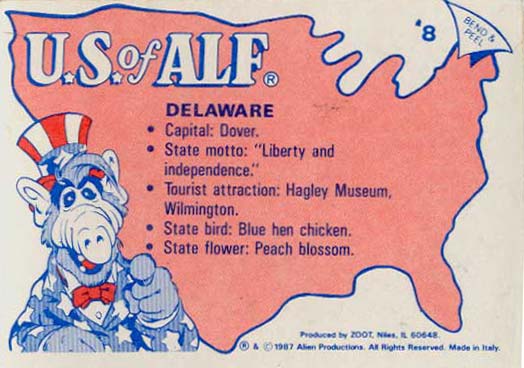 U.S. of ALF®
#8
BEND &
PEEL
DELAWARE
• Capital: Dover.
• State motto: "Liberty and
independence."
• Tourist attraction: Hagley Museum,
Wilmington.
• State bird: Blue hen chicken.
• State flower: Peach blossom.
Produced by ZOOT, Niles, IL 60648.
® & © 1987 Alien Productions. All Rights Reserved. Made in Italy.